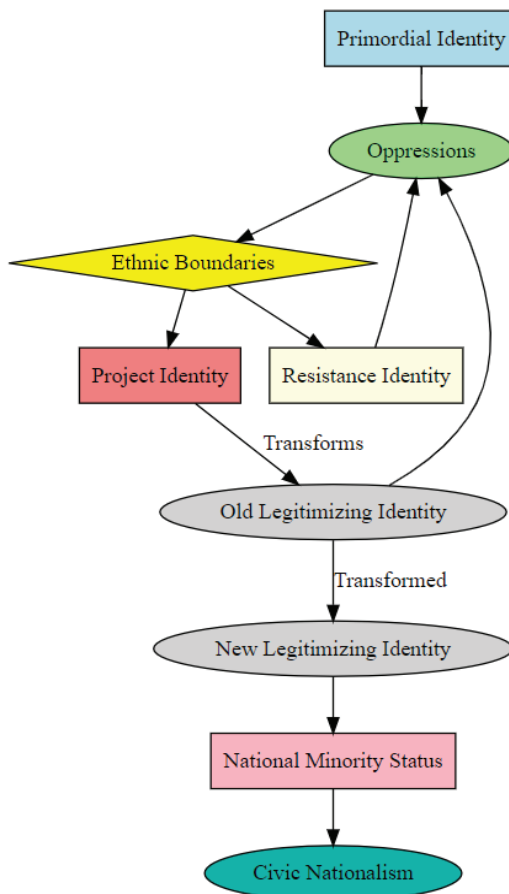 Primordial Identity
Oppressions
Ethnic Boundaries
Project Identity
Resistance Identity
Transforms
Old Legitimizing Identity
Transformed
New Legitimizing Identity
National Minority Status
Civic Nationalism